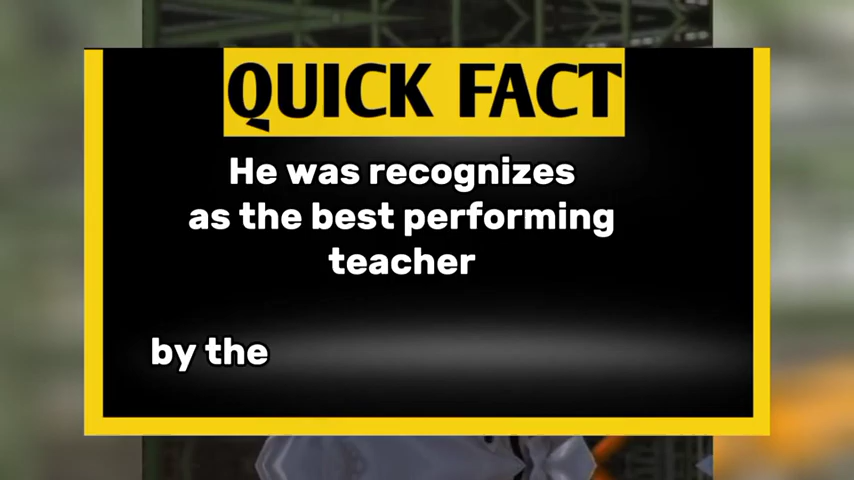 QUICK FACT
He was recognizes
as the best performing
teacher
by the